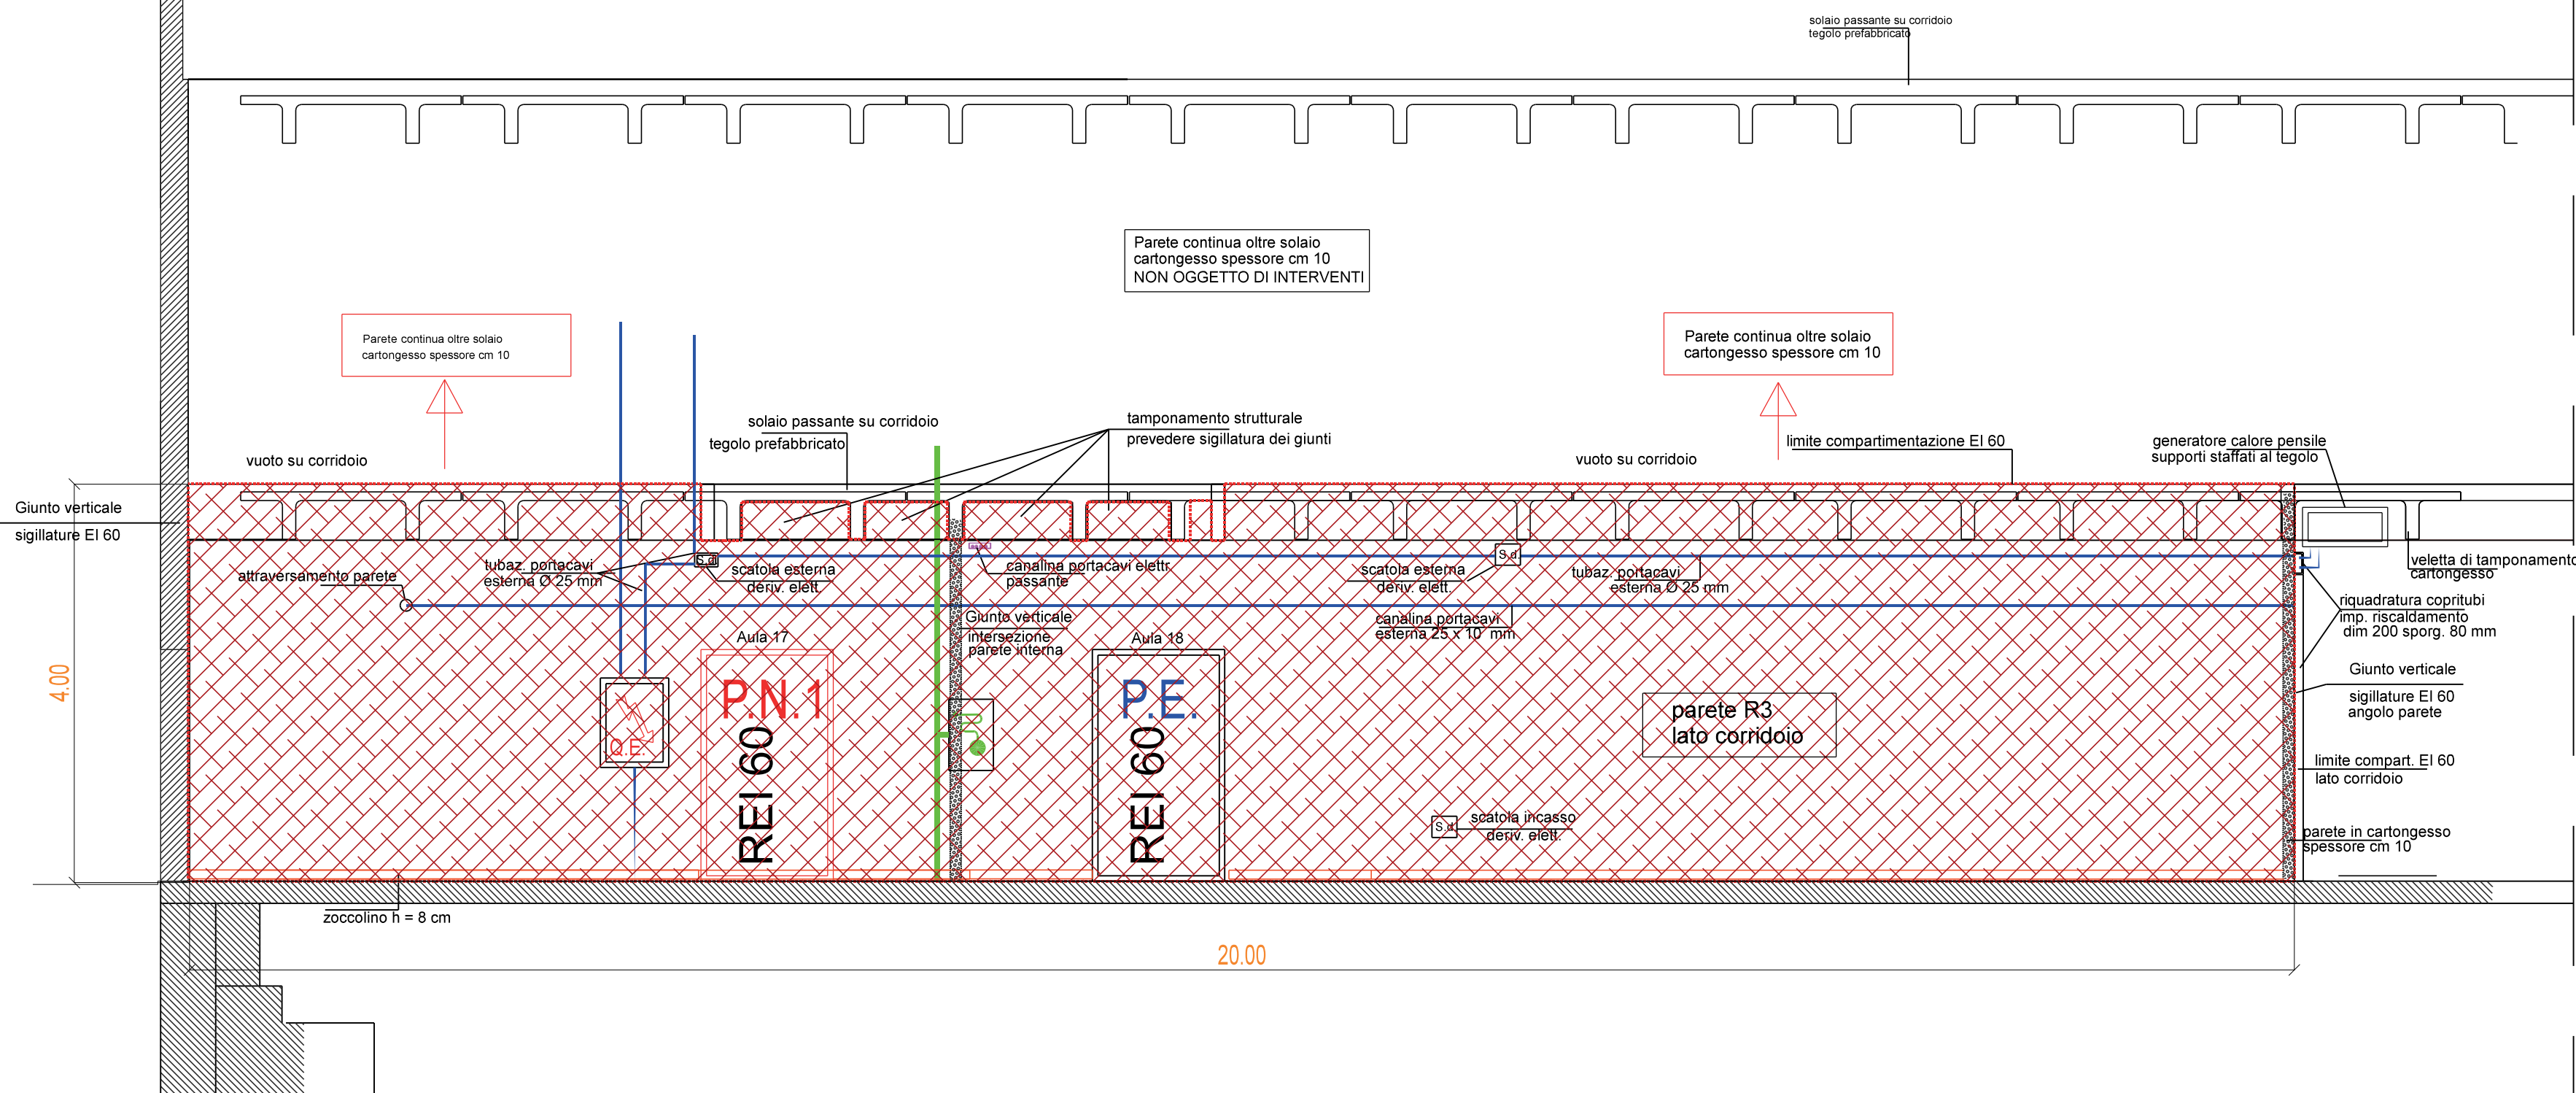 solaio passante su corridoio
tegolo prefabbricato
Parete continua oltre solaio
cartongesso spessore cm 10
NON OGGETTO DI INTERVENTI
Parete continua oltre solaio
cartongesso spessore cm 10
Parete continua oltre solaio
cartongesso spessore cm 10
solaio passante su corridoio
tegolo prefabbricato
tamponamento strutturale
prevedere sigillatura dei giunti
limite compartimentazione EI 60
generatore calore pensile
supporti staffati al tegolo
vuoto su corridoio
vuoto su corridoio
Giunto verticale
sigillature EI 60
attraversamento parete
tubaz. portacavi
esterna Ø 25 mm
S.d.
scatola esterna
deriv. elett.
canalina portacavi elettr.
passante
scatola esterna
deriv. elett.
S.d.
tubaz. portacavi
esterna Ø 25 mm
veletta di tamponamento
cartongesso
riquadratura copritubi
imp. riscaldamento
dim 200 sporg. 80 mm
Giunto verticale
intersezione
parete interna
canalina portacavi
esterna 25 x 10 mm
Aula 17
Aula 18
4.00
P.N.1
REI 60
Q.E.
P.E.
REI 60
parete R3
lato corridoio
Giunto verticale
sigillature EI 60
angolo parete
limite compart. EI 60
lato corridoio
S.d.
scatola incasso
deriv. elett.
parete in cartongesso
spessore cm 10
zoccolino h = 8 cm
20.00